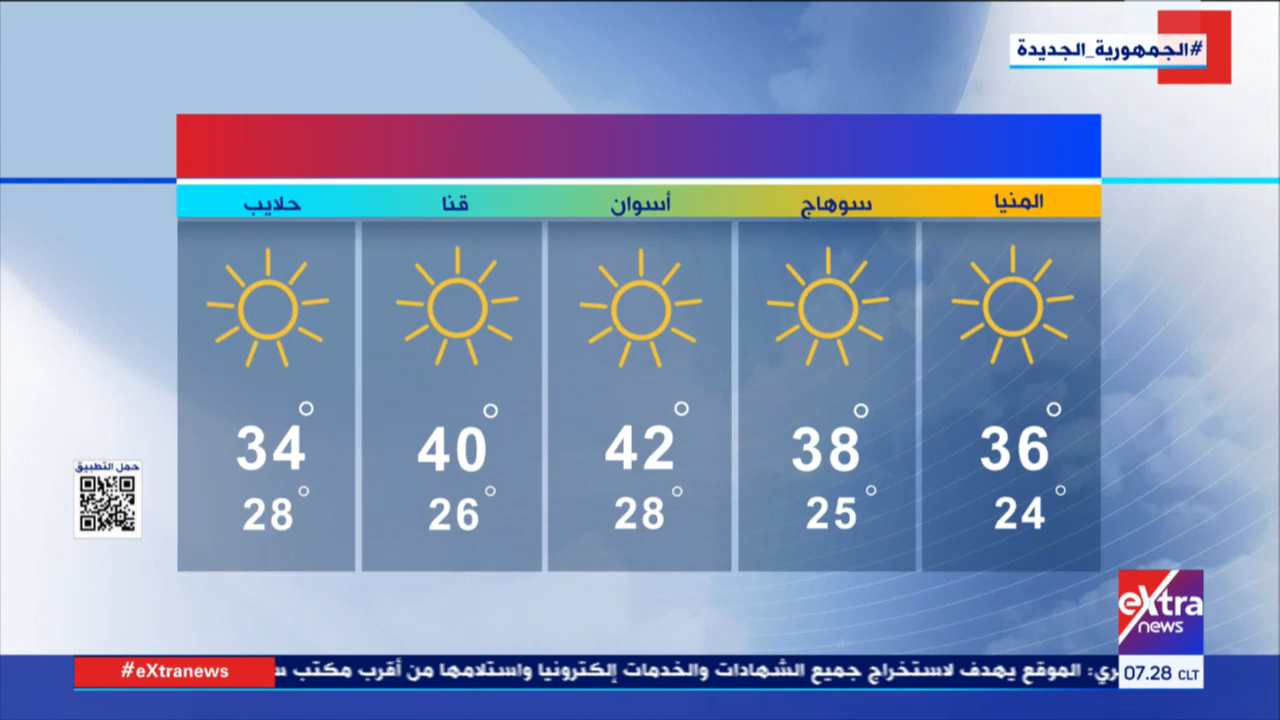 #الجمهورية_الجديدة
المنيا سوهاج أسوان قنا حلايب
36° 38° 42° 40° 34°
24° 25° 28° 26° 28°
حمل التطبيق
eXtra
news
ري: الموقع يهدف لاستخراج جميع الشهادات والخدمات إلكترونيا واستلامها من أقرب مكتب
#eXtranews
07.28 CLT